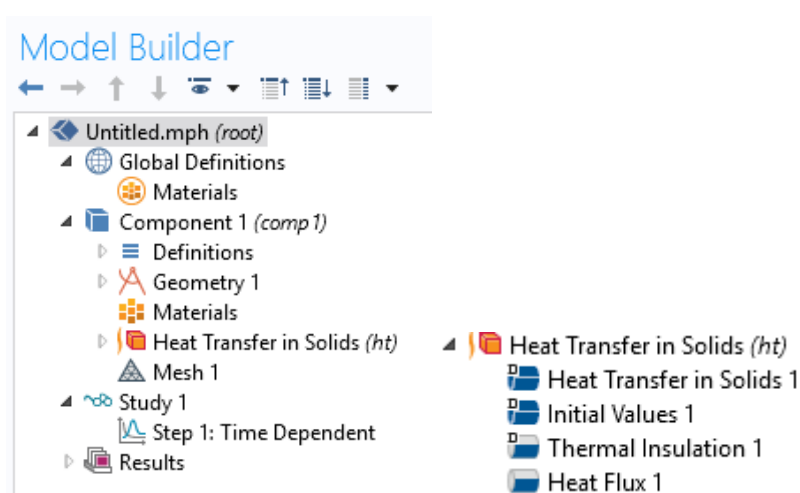 Model Builder
Untitled.mph (root)
Global Definitions
Materials
Component 1 (comp1)
Definitions
Geometry 1
Materials
Heat Transfer in Solids (ht)
Mesh 1
Study 1
Step 1: Time Dependent
Results
Heat Transfer in Solids (ht)
D Heat Transfer in Solids 1
D Initial Values 1
D Thermal Insulation 1
Heat Flux 1